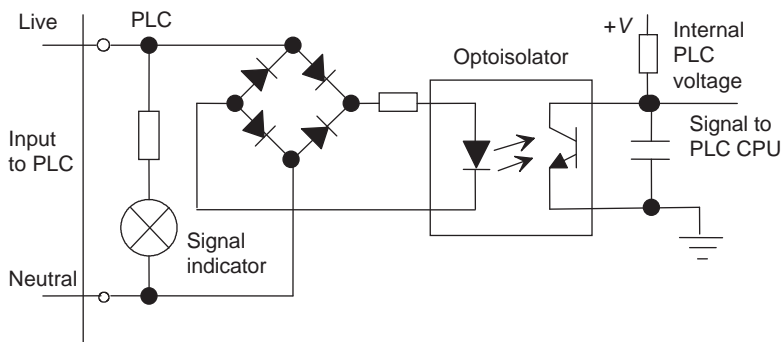 Live
PLC
Input
to PLC
Neutral
Signal
indicator
Optoisolator
+V
Internal
PLC
voltage
Signal to
PLC CPU